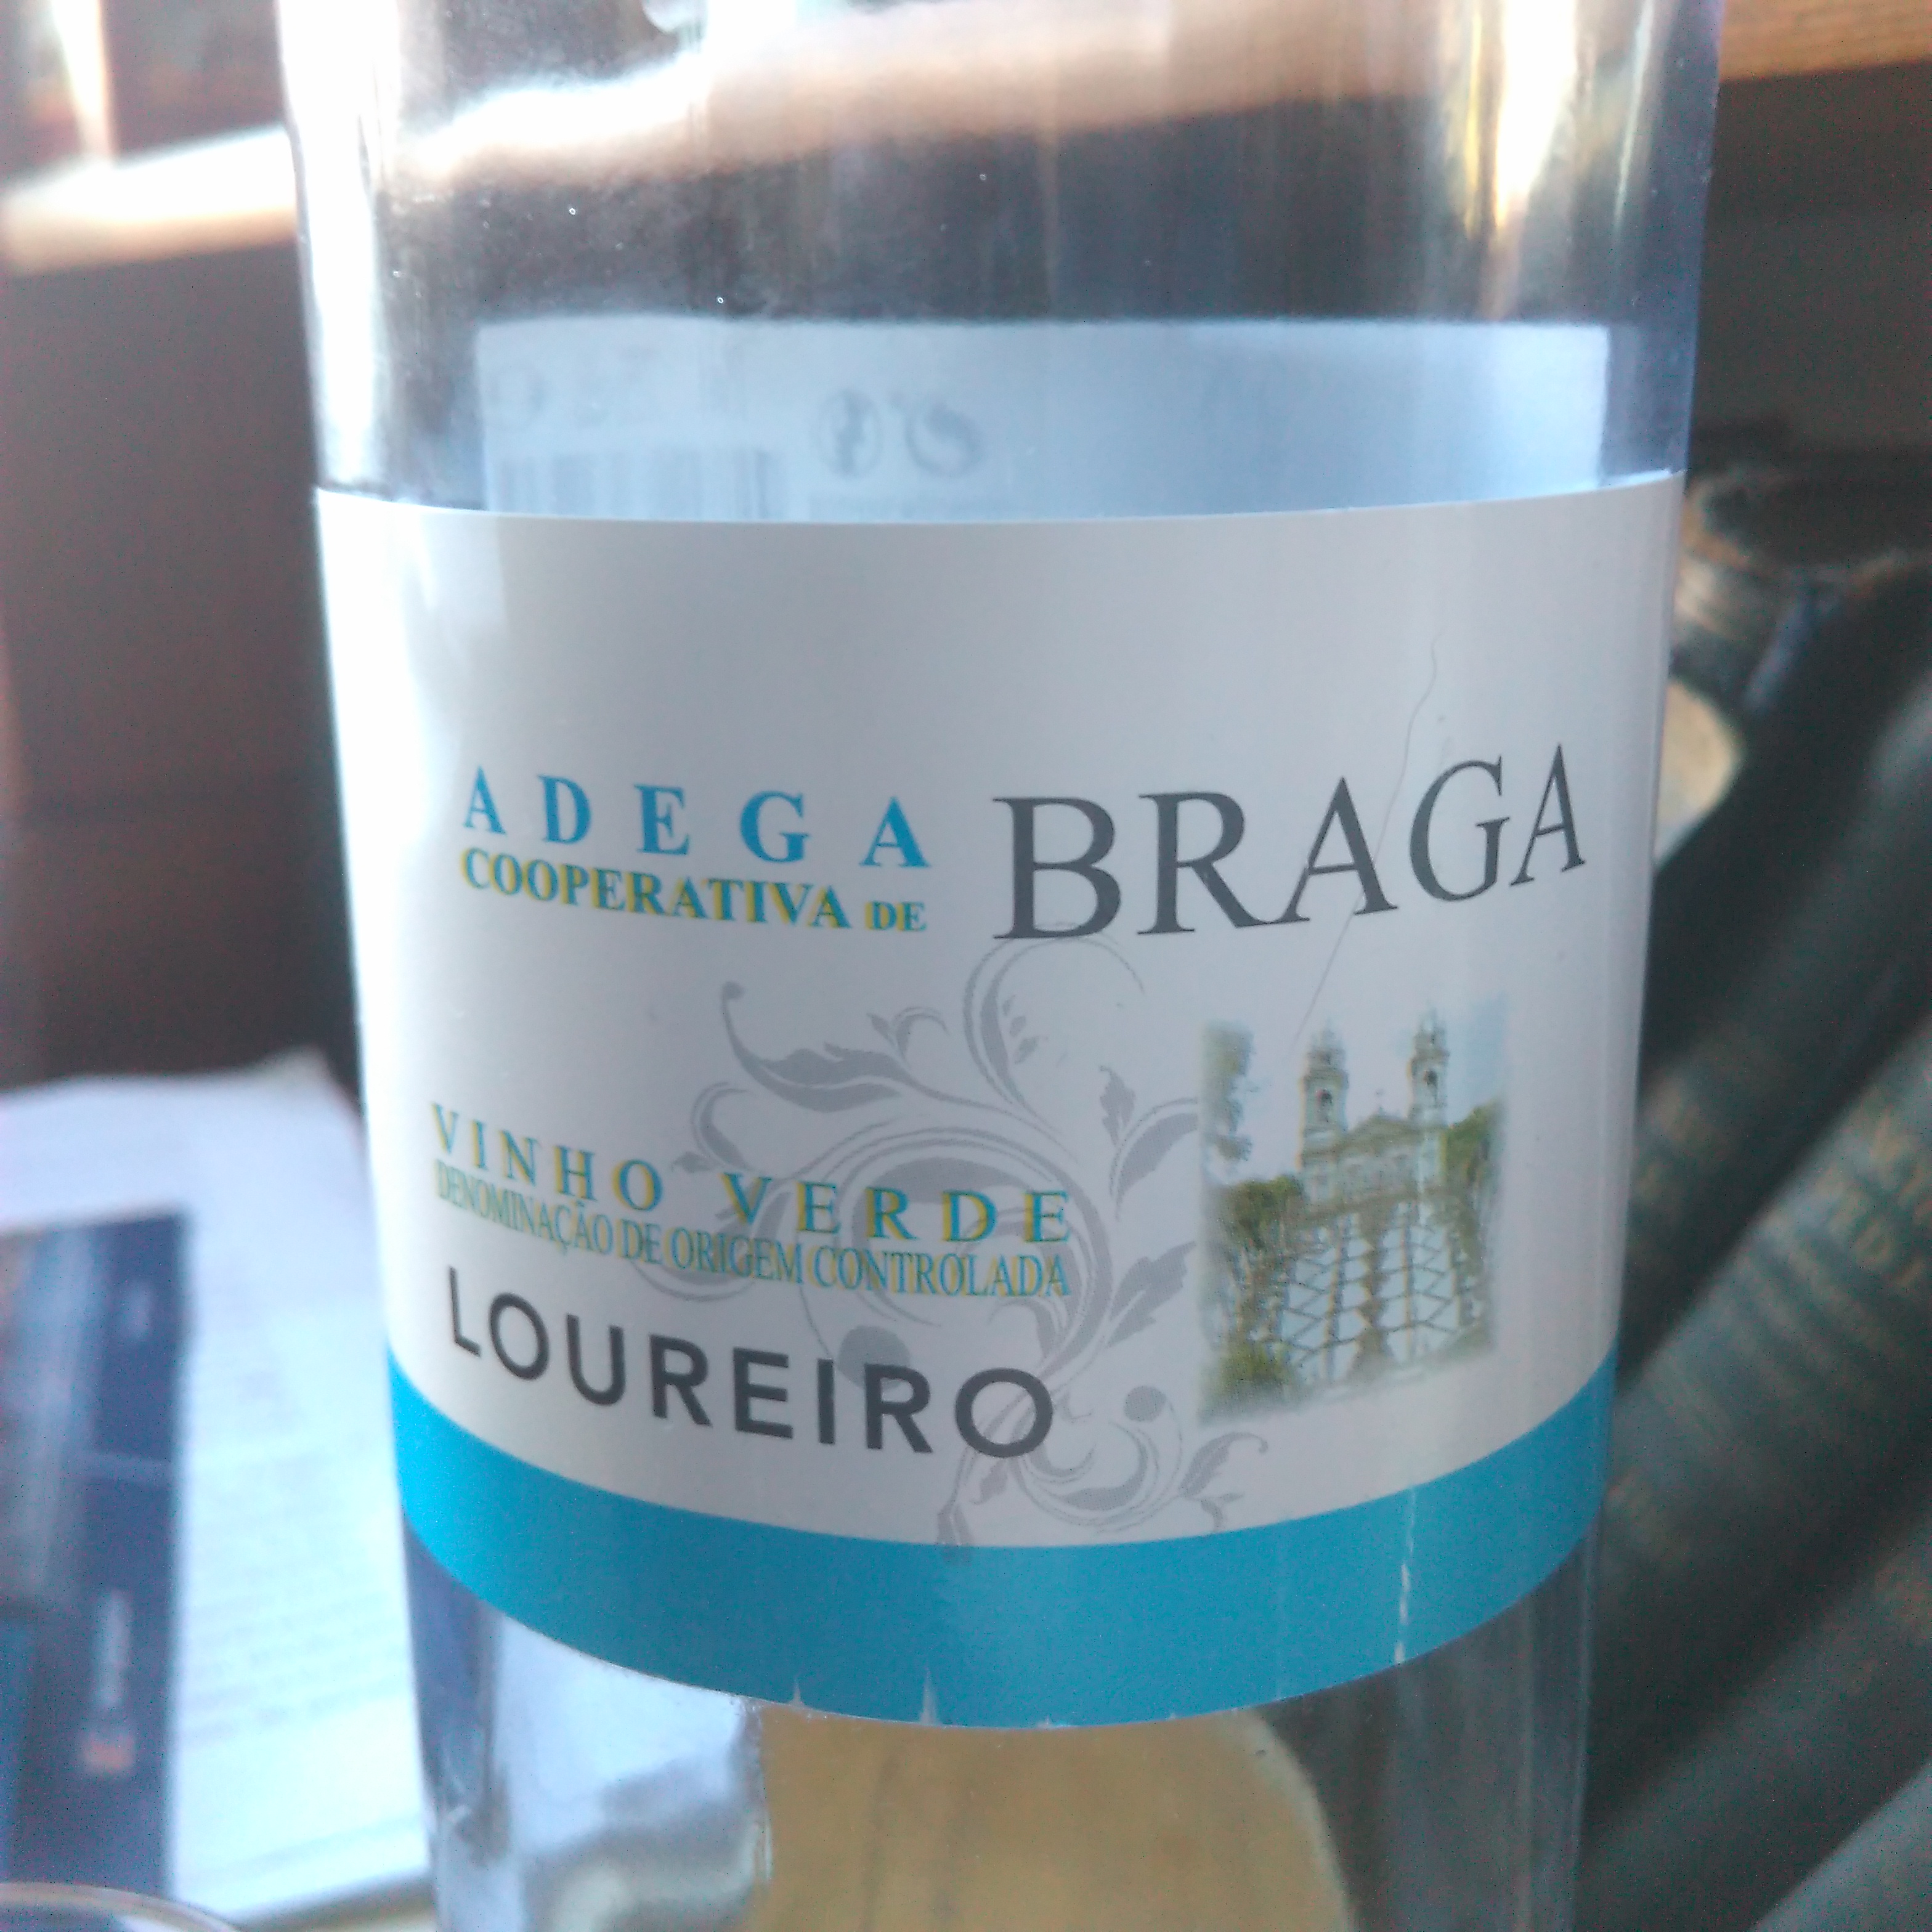 ADEGA
COOPERATIVA DE
BRAGA
VINHO VERDE
DENOMINAÇÃO DE ORIGEM CONTROLADA
LOUREIRO